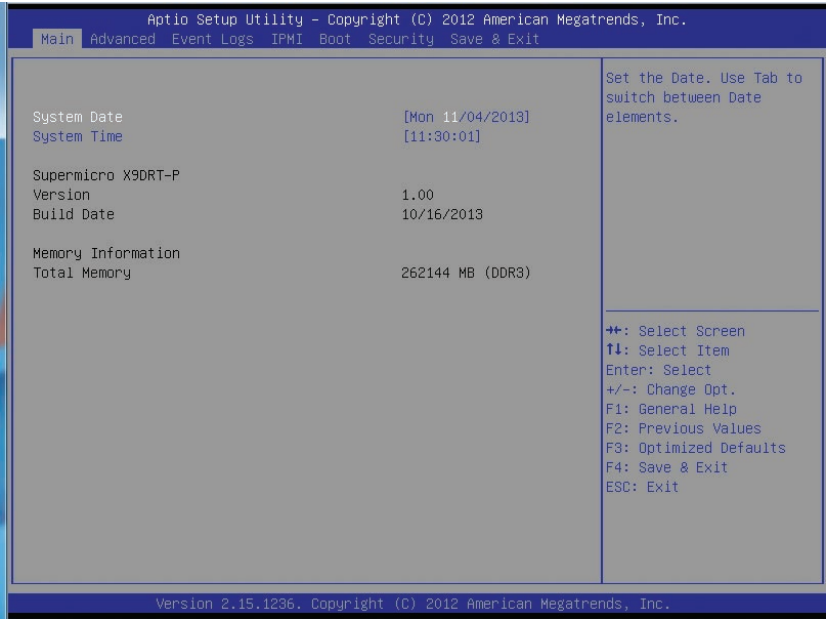 Aptio Setup Utility – Copyright (C) 2012 American Megatrends, Inc.
Main Advanced Event Logs IPMI Boot Security Save & Exit
System Date [Mon 11/04/2013]
System Time [11:30:01]
Supermicro X9DRT-P
Version 1.00
Build Date 10/16/2013
Memory Information
Total Memory 262144 MB (DDR3)
Set the Date. Use Tab to
switch between Date
elements.
→←: Select Screen
↑↓: Select Item
Enter: Select
+/-: Change Opt.
F1: General Help
F2: Previous Values
F3: Optimized Defaults
F4: Save & Exit
ESC: Exit
Version 2.15.1236. Copyright (C) 2012 American Megatrends, Inc.